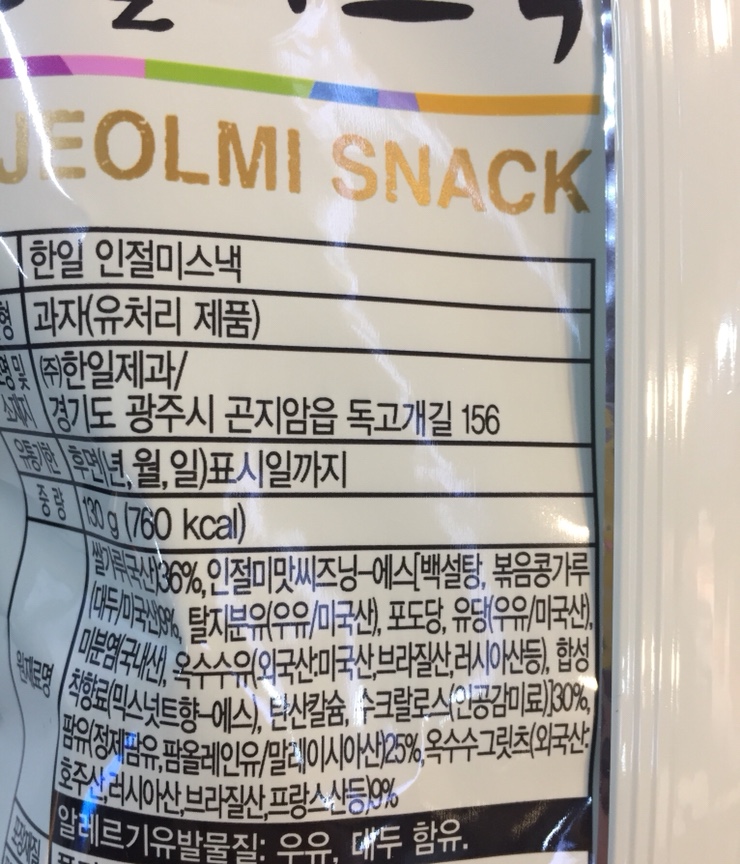 JEOLMI SNACK
한일 인절미스낵
형 과자(유처리 제품)
명 및 ㈜한일제과/
소재지 경기도 광주시 곤지암읍 독고개길 156
유통기한 후면(년,월,일)표시일까지
중 량 130 g (760 kcal)
쌀가루(국산)36%,인절미맛씨즈닝-에스[백설탕, 볶음콩가루
(대두/미국산)9%, 탈지분유(우유/미국산), 포도당, 유당(우유/미국산),
미분염(국내산), 옥수수유(외국산:미국산,브라질산,러시아산등), 합성
원재료명 착향료(믹스넛트향-에스), 탄산칼슘, 수크랄로스(인공감미료)]30%,
팜유(정제팜유,팜올레인유/말레이시아산)25%,옥수수그릿츠(외국산:
호주산,러시아산,브라질산,프랑스산등)9%
알레르기유발물질: 우유, 대두 함유.